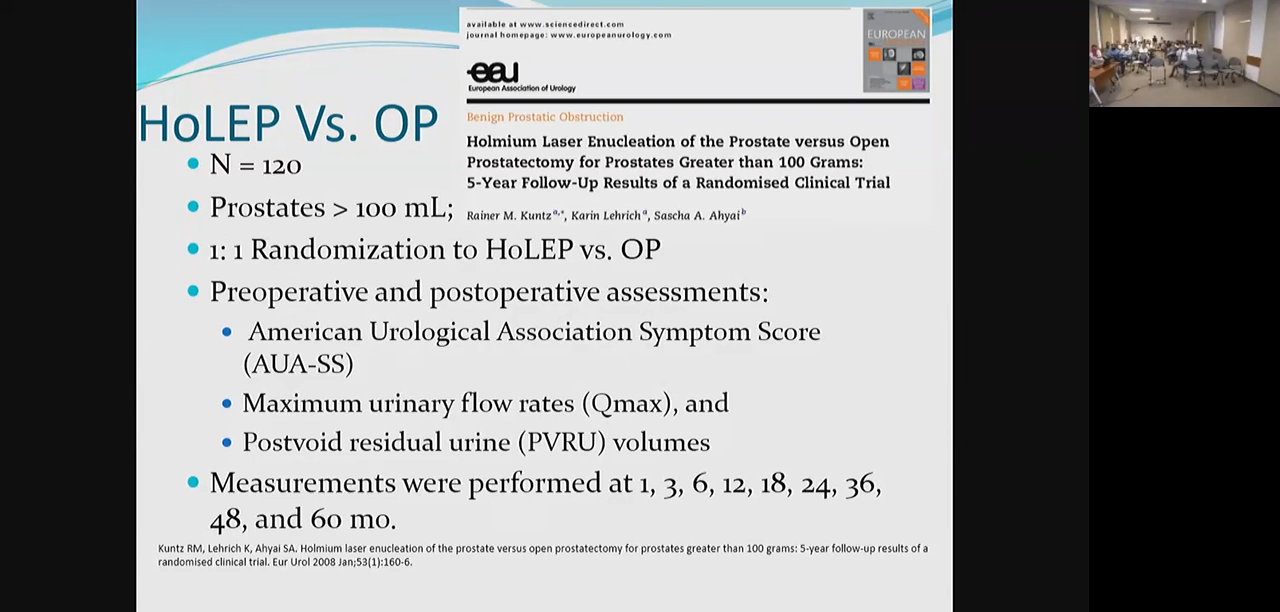 available at www.sciencedirect.com
journal homepage: www.europeanurology.com
EUROPEAN
eau
European Association of Urology
HoLEP Vs. OP
Benign Prostatic Obstruction
Holmium Laser Enucleation of the Prostate versus Open
Prostatectomy for Prostates Greater than 100 Grams:
5-Year Follow-Up Results of a Randomised Clinical Trial
Rainer M. Kuntz a,*, Karin Lehrich a, Sascha A. Ahyai b
• N = 120
• Prostates > 100 mL;
• 1: 1 Randomization to HoLEP vs. OP
• Preoperative and postoperative assessments:
• American Urological Association Symptom Score
(AUA-SS)
• Maximum urinary flow rates (Qmax), and
• Postvoid residual urine (PVRU) volumes
• Measurements were performed at 1, 3, 6, 12, 18, 24, 36,
48, and 60 mo.
Kuntz RM, Lehrich K, Ahyai SA. Holmium laser enucleation of the prostate versus open prostatectomy for prostates greater than 100 grams: 5-year follow-up results of a
randomised clinical trial. Eur Urol 2008 Jan;53(1):160-6.